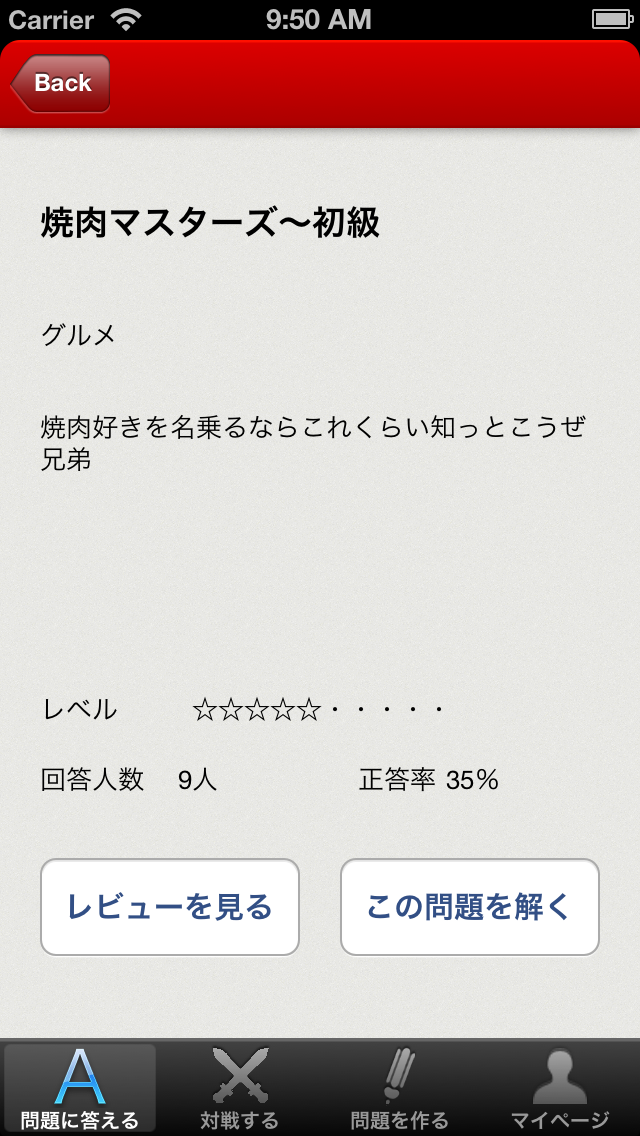 Carrier 9:50 AM
Back
焼肉マスターズ〜初級
グルメ
焼肉好きを名乗るならこれくらい知っとこうぜ
兄弟
レベル ☆☆☆☆☆・・・・・
回答人数 9人 正答率 35%
レビューを見る この問題を解く
問題に答える 対戦する 問題を作る マイページ